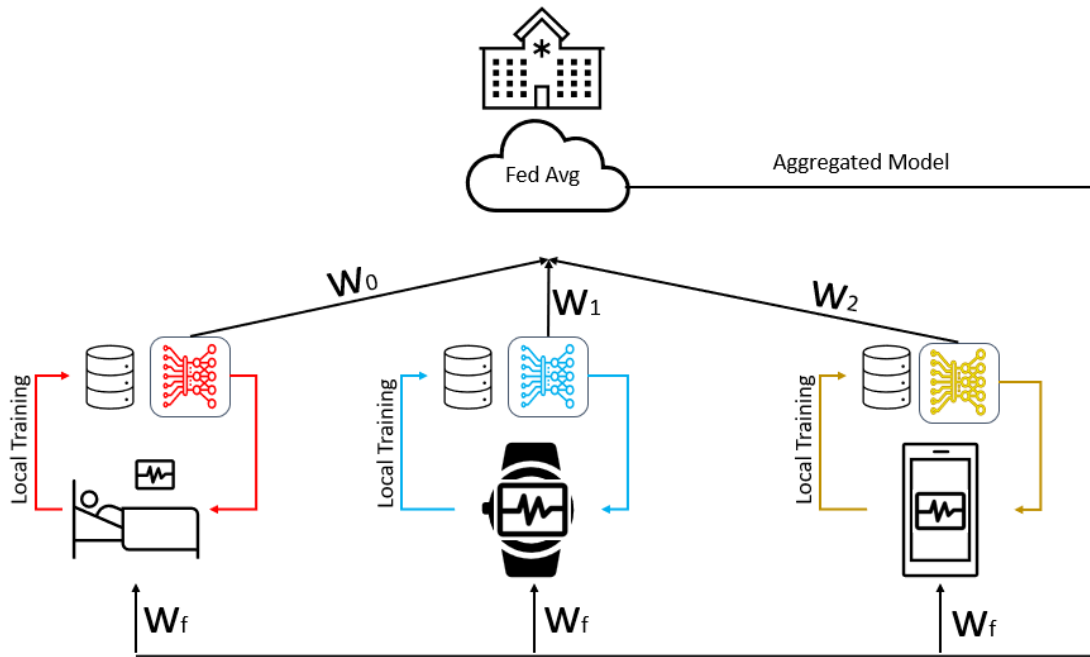 Fed Avg
Aggregated Model
W0
W1
W2
Local Training
Local Training
Local Training
Wf
Wf
Wf